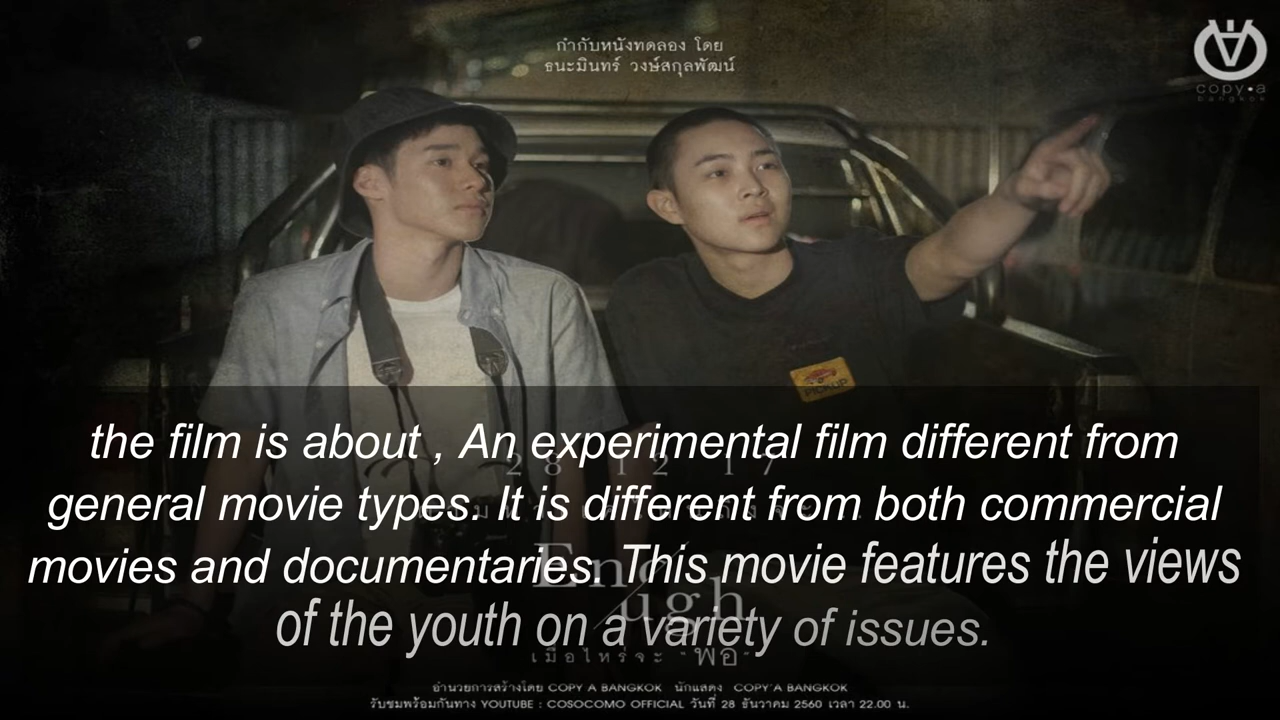 กำกับหนังทดลอง โดย
ธนะมินทร์ วงษ์สกุลพัฒน์
copy•a
bangkok
PICKUP
the film is about , An experimental film different from
28 12 17
general movie types. It is different from both commercial
movies and documentaries. This movie features the views
Enough
of the youth on a variety of issues.
เมื่อไหร่จะ "พอ"
อำนวยการสร้างโดย COPY A BANGKOK นักแสดง COPY'A BANGKOK
รับชมพร้อมกันทาง YOUTUBE : COSOCOMO OFFICIAL วันที่ 28 ธันวาคม 2560 เวลา 22.00 น.